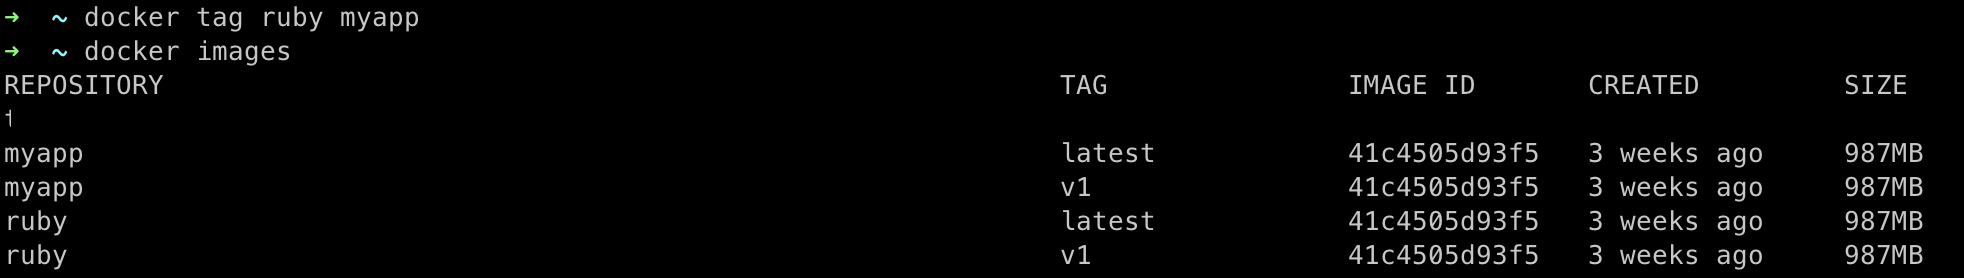 ➜ ~ docker tag ruby myapp
➜ ~ docker images
REPOSITORY TAG IMAGE ID CREATED SIZE
myapp latest 41c4505d93f5 3 weeks ago 987MB
myapp v1 41c4505d93f5 3 weeks ago 987MB
ruby latest 41c4505d93f5 3 weeks ago 987MB
ruby v1 41c4505d93f5 3 weeks ago 987MB